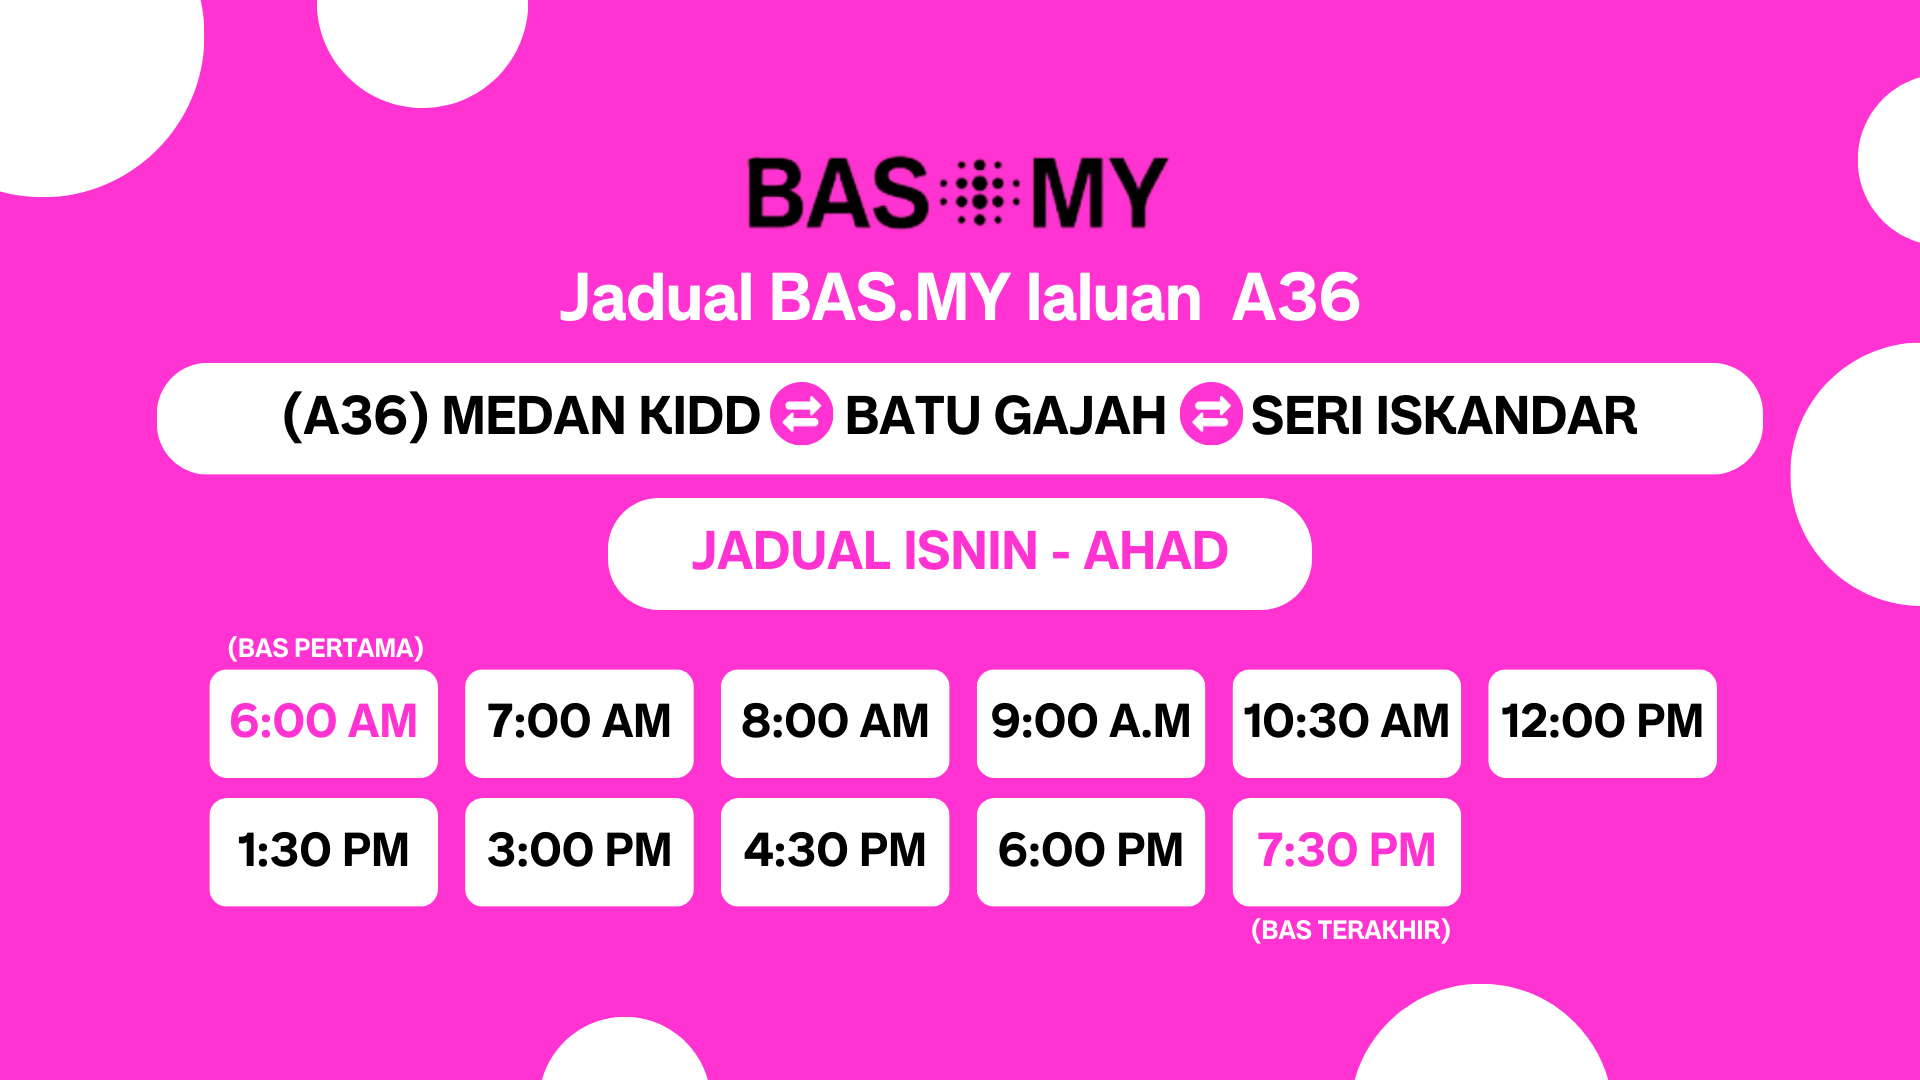 BAS MY
Jadual BAS.MY laluan A36
(A36) MEDAN KIDD BATU GAJAH SERI ISKANDAR
JADUAL ISNIN - AHAD
(BAS PERTAMA)
6:00 AM 7:00 AM 8:00 AM 9:00 A.M 10:30 AM 12:00 PM
1:30 PM 3:00 PM 4:30 PM 6:00 PM 7:30 PM
(BAS TERAKHIR)